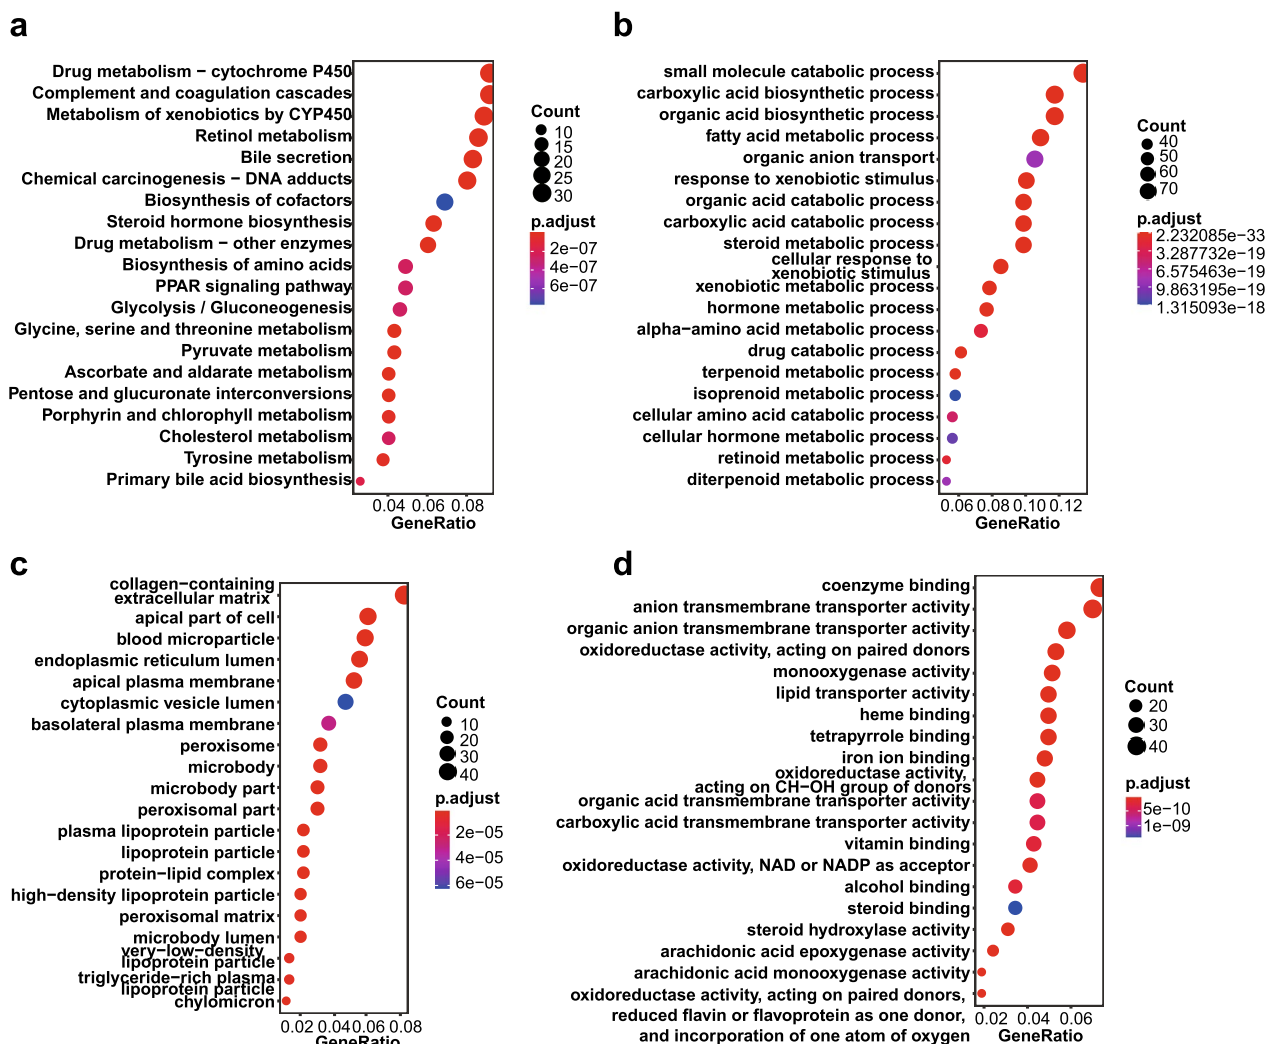 a
Drug metabolism − cytochrome P450
Complement and coagulation cascades
Metabolism of xenobiotics by CYP450
Retinol metabolism
Bile secretion
Chemical carcinogenesis − DNA adducts
Biosynthesis of cofactors
Steroid hormone biosynthesis
Drug metabolism − other enzymes
Biosynthesis of amino acids
PPAR signaling pathway
Glycolysis / Gluconeogenesis
Glycine, serine and threonine metabolism
Pyruvate metabolism
Ascorbate and aldarate metabolism
Pentose and glucuronate interconversions
Porphyrin and chlorophyll metabolism
Cholesterol metabolism
Tyrosine metabolism
Primary bile acid biosynthesis
0.04 0.06 0.08
GeneRatio
Count
10
15
20
25
30
p.adjust
2e−07
4e−07
6e−07
b
small molecule catabolic process
carboxylic acid biosynthetic process
organic acid biosynthetic process
fatty acid metabolic process
organic anion transport
response to xenobiotic stimulus
organic acid catabolic process
carboxylic acid catabolic process
steroid metabolic process
cellular response to
xenobiotic stimulus
xenobiotic metabolic process
hormone metabolic process
alpha−amino acid metabolic process
drug catabolic process
terpenoid metabolic process
isoprenoid metabolic process
cellular amino acid catabolic process
cellular hormone metabolic process
retinoid metabolic process
diterpenoid metabolic process
0.06 0.08 0.10 0.12
GeneRatio
Count
40
50
60
70
p.adjust
2.232085e−33
3.287732e−19
6.575463e−19
9.863195e−19
1.315093e−18
c
collagen−containing
extracellular matrix
apical part of cell
blood microparticle
endoplasmic reticulum lumen
apical plasma membrane
cytoplasmic vesicle lumen
basolateral plasma membrane
peroxisome
microbody
microbody part
peroxisomal part
plasma lipoprotein particle
lipoprotein particle
protein−lipid complex
high−density lipoprotein particle
peroxisomal matrix
microbody lumen
very−low−density
lipoprotein particle
triglyceride−rich plasma
lipoprotein particle
chylomicron
0.02 0.04 0.06 0.08
GeneRatio
Count
10
20
30
40
p.adjust
2e−05
4e−05
6e−05
d
coenzyme binding
anion transmembrane transporter activity
organic anion transmembrane transporter activity
oxidoreductase activity, acting on paired donors
monooxygenase activity
lipid transporter activity
heme binding
tetrapyrrole binding
iron ion binding
oxidoreductase activity,
acting on CH−OH group of donors
organic acid transmembrane transporter activity
carboxylic acid transmembrane transporter activity
vitamin binding
oxidoreductase activity, NAD or NADP as acceptor
alcohol binding
steroid binding
steroid hydroxylase activity
arachidonic acid epoxygenase activity
arachidonic acid monooxygenase activity
oxidoreductase activity, acting on paired donors,
reduced flavin or flavoprotein as one donor,
and incorporation of one atom of oxygen
0.02 0.04 0.06
GeneRatio
Count
20
30
40
p.adjust
5e−10
1e−09